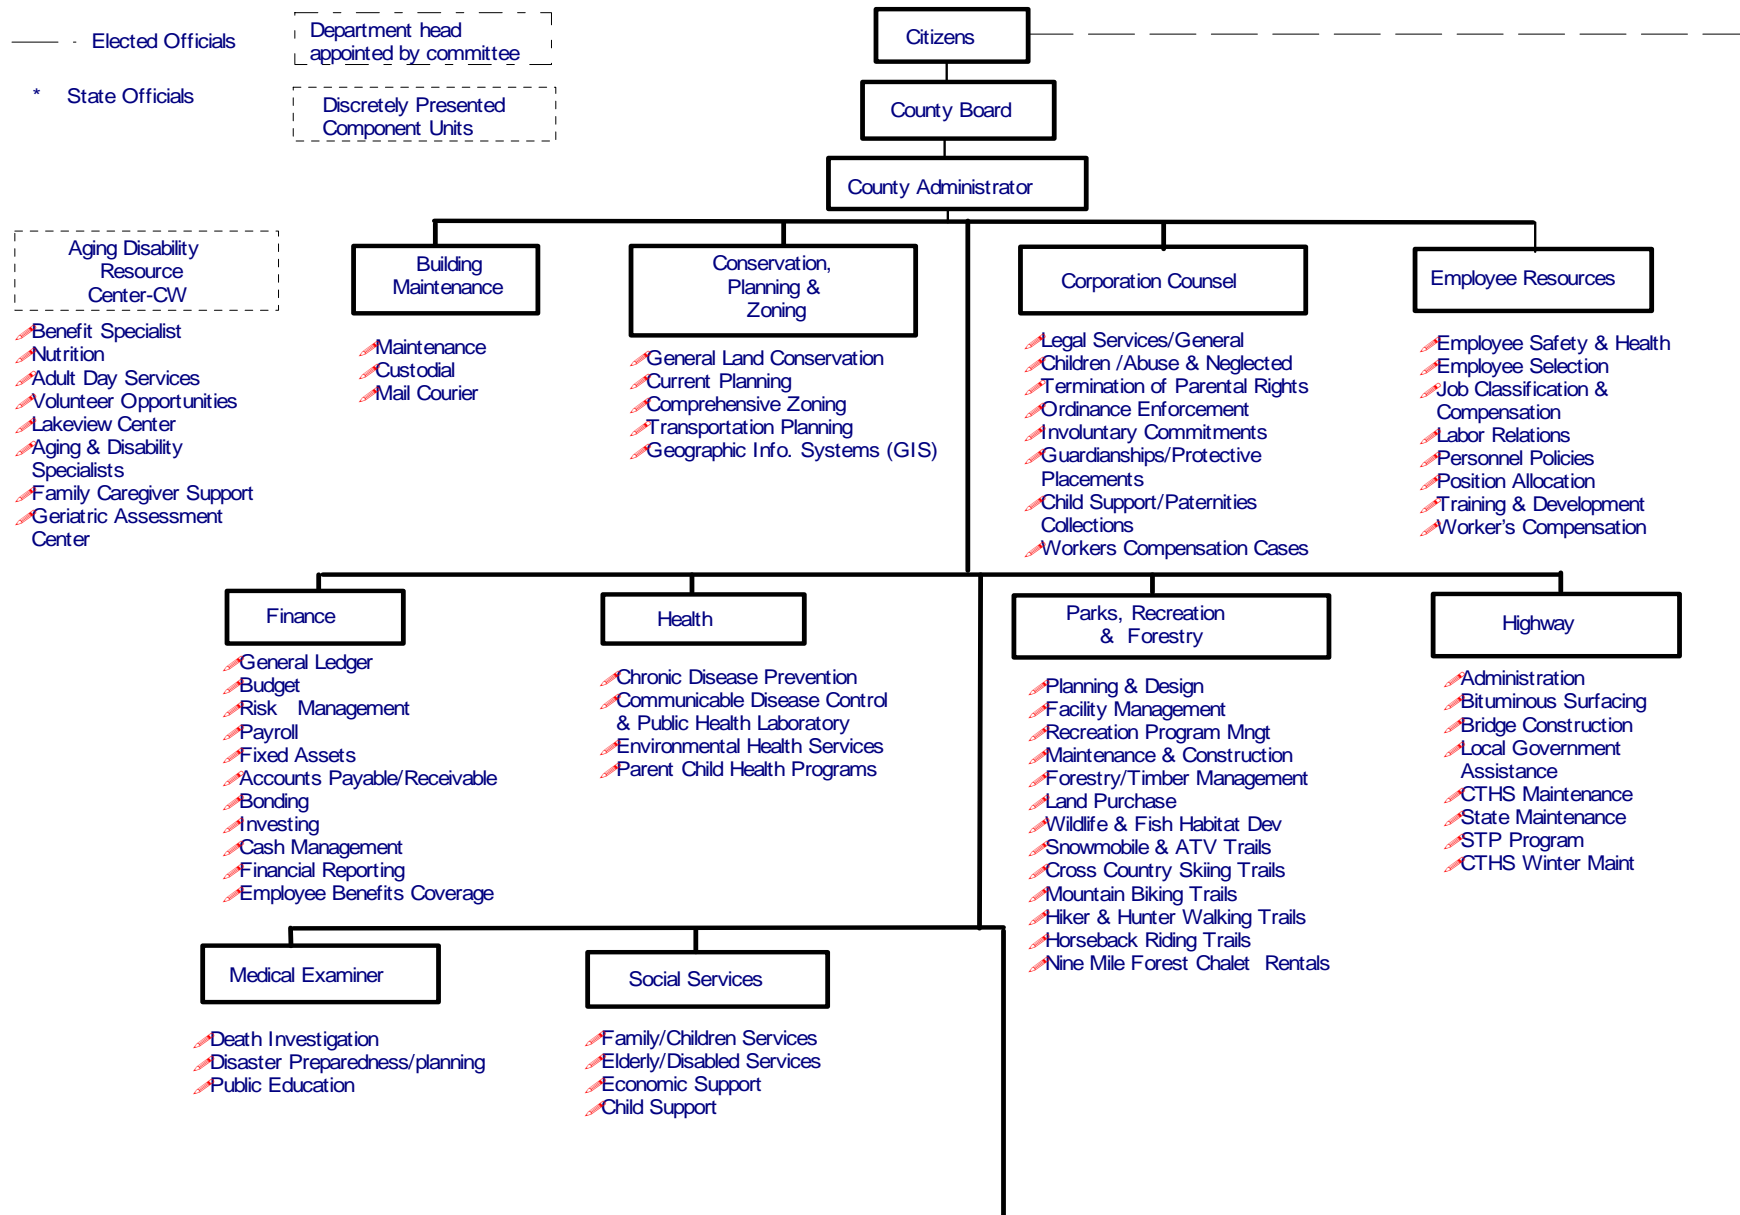 Elected Officials
Department head
appointed by committee
* State Officials
Discretely Presented
Component Units
Citizens
County Board
County Administrator
Aging Disability
Resource
Center-CW
Benefit Specialist
Nutrition
Adult Day Services
Volunteer Opportunities
Lakeview Center
Aging & Disability
Specialists
Family Caregiver Support
Geriatric Assessment
Center
Building
Maintenance
Maintenance
Custodial
Mail Courier
Conservation,
Planning &
Zoning
General Land Conservation
Current Planning
Comprehensive Zoning
Transportation Planning
Geographic Info. Systems (GIS)
Corporation Counsel
Legal Services/General
Children /Abuse & Neglected
Termination of Parental Rights
Ordinance Enforcement
Involuntary Commitments
Guardianships/Protective
Placements
Child Support/Paternities
Collections
Workers Compensation Cases
Employee Resources
Employee Safety & Health
Employee Selection
Job Classification &
Compensation
Labor Relations
Personnel Policies
Position Allocation
Training & Development
Worker's Compensation
Finance
General Ledger
Budget
Risk Management
Payroll
Fixed Assets
Accounts Payable/Receivable
Bonding
Investing
Cash Management
Financial Reporting
Employee Benefits Coverage
Health
Chronic Disease Prevention
Communicable Disease Control
& Public Health Laboratory
Environmental Health Services
Parent Child Health Programs
Parks, Recreation
& Forestry
Planning & Design
Facility Management
Recreation Program Mngt
Maintenance & Construction
Forestry/Timber Management
Land Purchase
Wildlife & Fish Habitat Dev
Snowmobile & ATV Trails
Cross Country Skiing Trails
Mountain Biking Trails
Hiker & Hunter Walking Trails
Horseback Riding Trails
Nine Mile Forest Chalet Rentals
Highway
Administration
Bituminous Surfacing
Bridge Construction
Local Government
Assistance
CTHS Maintenance
State Maintenance
STP Program
CTHS Winter Maint
Medical Examiner
Death Investigation
Disaster Preparedness/planning
Public Education
Social Services
Family/Children Services
Elderly/Disabled Services
Economic Support
Child Support